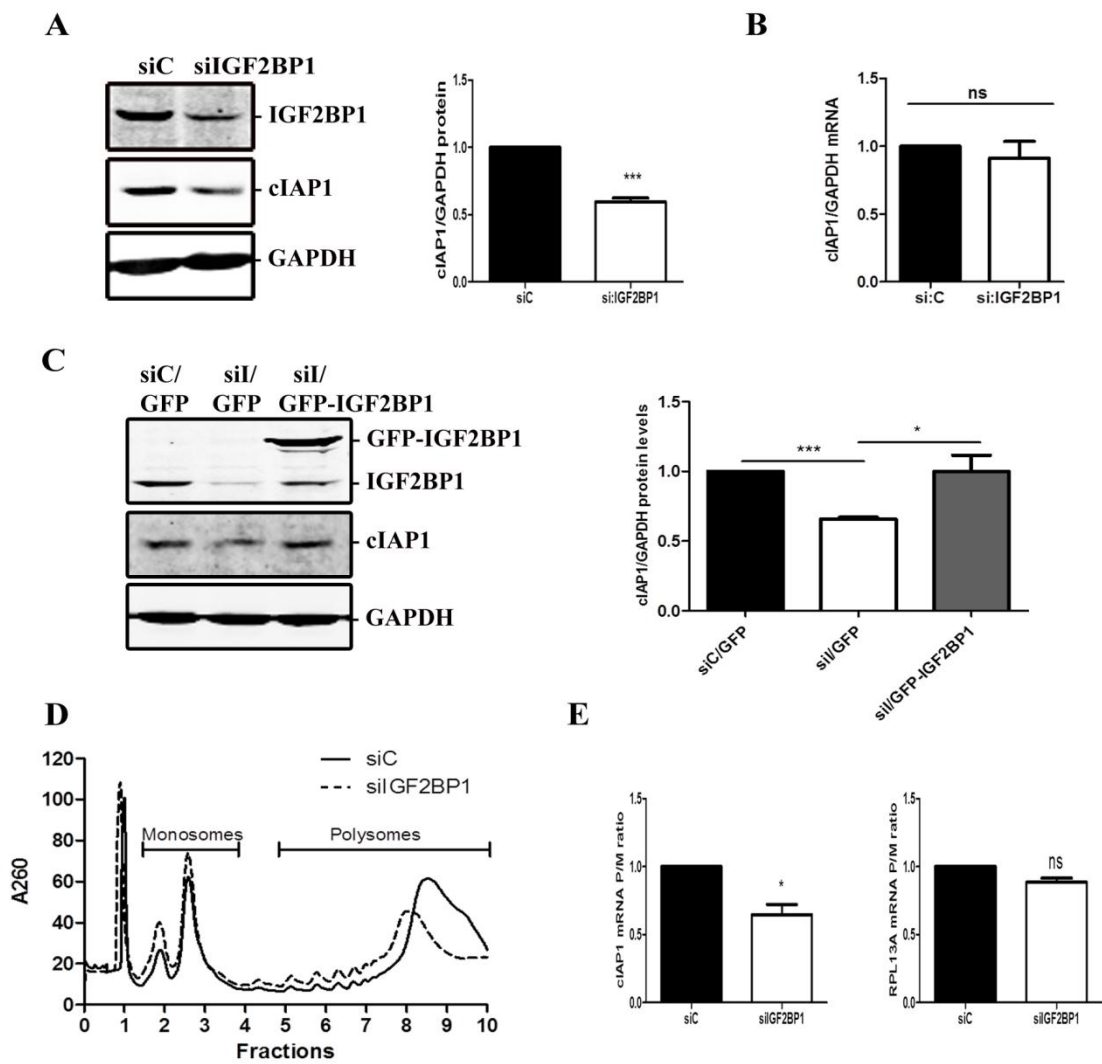 A
siC siIGF2BP1
IGF2BP1
cIAP1
GAPDH
cIAP1/GAPDH protein
1.5
1.0
0.5
0.0
***
siC
si:IGF2BP1
B
cIAP1/GAPDH mRNA
1.5
1.0
0.5
0.0
ns
si:C
si:IGF2BP1
C
siC/ siI/ siI/
GFP GFP GFP-IGF2BP1
GFP-IGF2BP1
IGF2BP1
cIAP1
GAPDH
cIAP1/GAPDH protein levels
1.5
1.0
0.5
0.0
***
*
siC/GFP
siI/GFP
siI/GFP-IGF2BP1
D
siC
siIGF2BP1
Monosomes
Polysomes
A260
120
100
80
60
40
20
0
0 1 2 3 4 5 6 7 8 9 10
Fractions
E
cIAP1 mRNA P/M ratio
1.5
1.0
0.5
0.0
*
siC
siIGF2BP1
RPL13A mRNA P/M ratio
1.5
1.0
0.5
0.0
ns
siC
siIGF2BP1